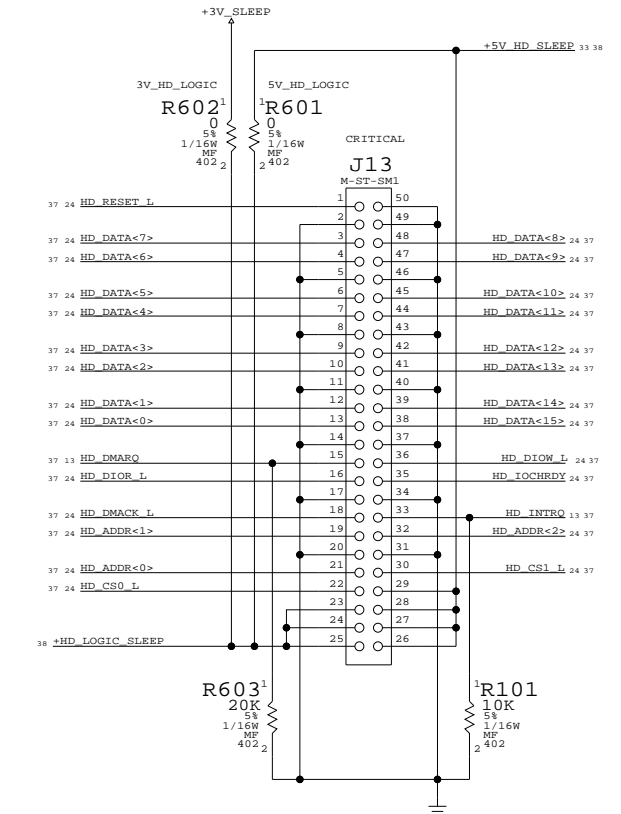 +3V_SLEEP
+5V_HD_SLEEP 33 38
3V_HD_LOGIC 5V_HD_LOGIC
R602 1 1 R601
0 0
5% 5%
1/16W 1/16W
MF MF
402 2 2 402
CRITICAL
J13
M-ST-SM1
37 24 HD_RESET_L 1 50
2 49
37 24 HD_DATA<7> 3 48 HD_DATA<8> 24 37
37 24 HD_DATA<6> 4 47 HD_DATA<9> 24 37
5 46
37 24 HD_DATA<5> 6 45 HD_DATA<10> 24 37
37 24 HD_DATA<4> 7 44 HD_DATA<11> 24 37
8 43
37 24 HD_DATA<3> 9 42 HD_DATA<12> 24 37
37 24 HD_DATA<2> 10 41 HD_DATA<13> 24 37
11 40
37 24 HD_DATA<1> 12 39 HD_DATA<14> 24 37
37 24 HD_DATA<0> 13 38 HD_DATA<15> 24 37
14 37
37 13 HD_DMARQ 15 36 HD_DIOW_L 24 37
37 24 HD_DIOR_L 16 35 HD_IOCHRDY 24 37
17 34
37 24 HD_DMACK_L 18 33 HD_INTRQ 13 37
37 24 HD_ADDR<1> 19 32 HD_ADDR<2> 24 37
20 31
37 24 HD_ADDR<0> 21 30 HD_CS1_L 24 37
37 24 HD_CS0_L 22 29
23 28
24 27
38 +HD_LOGIC_SLEEP 25 26
R603 1 1 R101
20K 10K
5% 5%
1/16W 1/16W
MF MF
402 2 2 402